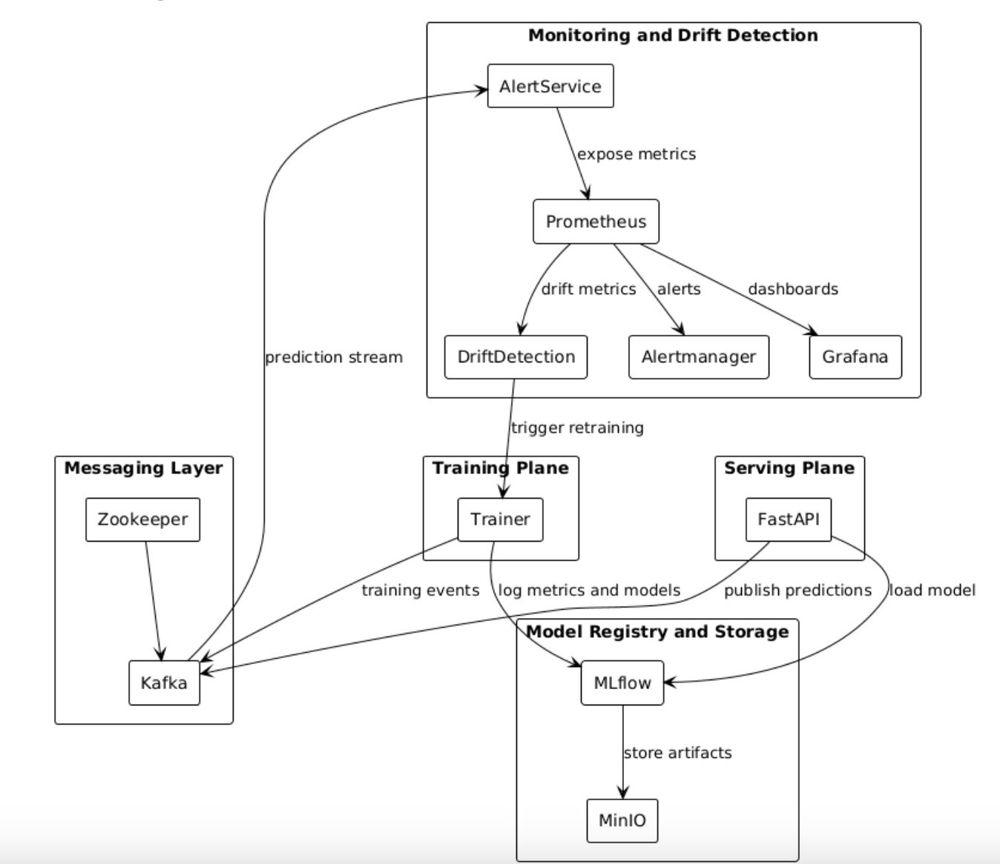 Monitoring and Drift Detection
AlertService
expose metrics
Prometheus
drift metrics
alerts
dashboards
DriftDetection
Alertmanager
Grafana
prediction stream
trigger retraining
Messaging Layer
Training Plane
Serving Plane
Zookeeper
Trainer
FastAPI
training events
log metrics and models
publish predictions
load model
Model Registry and Storage
Kafka
MLflow
store artifacts
MinIO